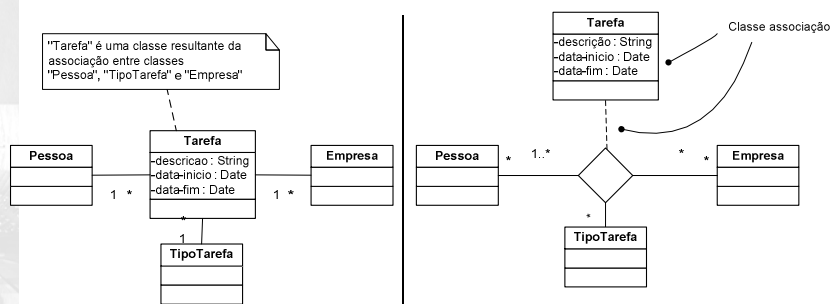 "Tarefa" é uma classe resultante da
associação entre classes
"Pessoa", "TipoTarefa" e "Empresa"
Tarefa
-descricao : String
-data-inicio : Date
-data-fim : Date
Pessoa
1 *
Empresa
1 *
*
1
TipoTarefa
Tarefa
-descrição : String
-data-inicio : Date
-data-fim : Date
Classe associação
Pessoa
*
1..*
*
*
Empresa
*
TipoTarefa